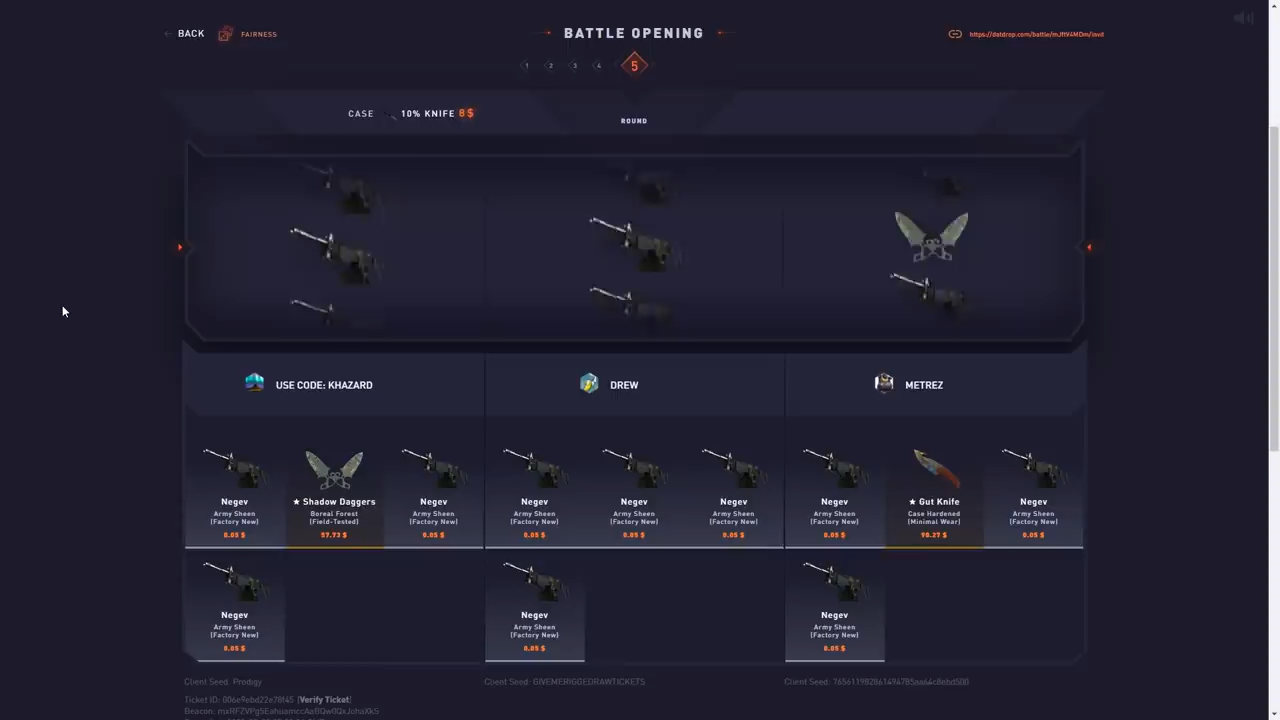 BACK
FAIRNESS
BATTLE OPENING
1 2 3 4 5
CASE 10% KNIFE 8$
ROUND
USE CODE: KHAZARD
DREW
METREZ
Negev
Army Sheen
(Factory New)
0.05 $
★ Shadow Daggers
Boreal Forest
(Field-Tested)
57.73 $
Negev
Army Sheen
(Factory New)
0.05 $
Negev
Army Sheen
(Factory New)
0.05 $
Negev
Army Sheen
(Factory New)
0.05 $
Negev
Army Sheen
(Factory New)
0.05 $
Negev
Army Sheen
(Factory New)
0.05 $
★ Gut Knife
Case Hardened
(Minimal Wear)
98.27 $
Negev
Army Sheen
(Factory New)
0.05 $
Negev
Army Sheen
(Factory New)
0.05 $
Negev
Army Sheen
(Factory New)
0.05 $
Negev
Army Sheen
(Factory New)
0.05 $
Client Seed: Prodigy
Client Seed: GIVEMERIGGEDRAWTICKETS
Client Seed:
Ticket ID: (Verify Ticket)
Beacon: